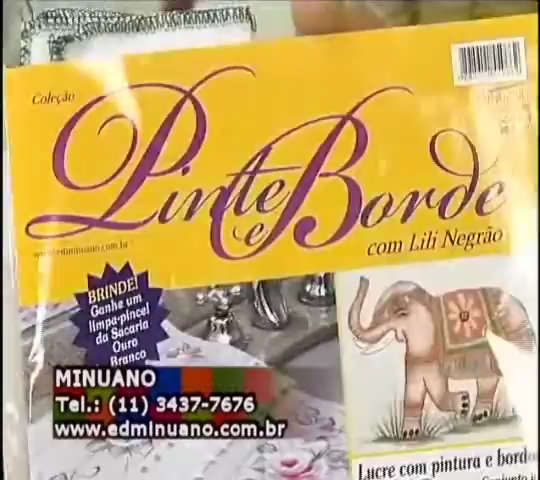 Coleção
Pinte e Borde
com Lili Negrão
www.edminuano.com.br
BRINDE!
Ganhe um
limpa-pincel
da Sacaria
Ouro
Branco
MINUANO
Tel.: (11) 3437-7676
www.edminuano.com.br
Lucre com pintura e bord